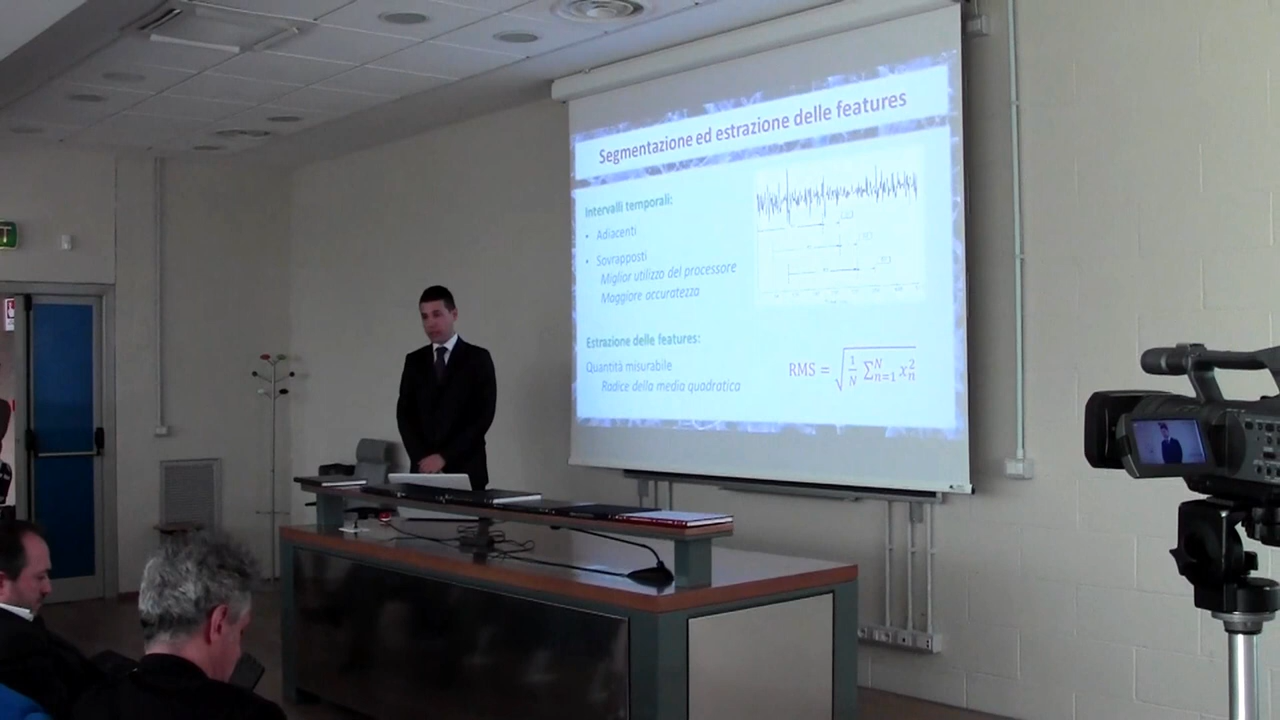 Segmentazione ed estrazione delle features
Intervalli temporali:
• Adiacenti
• Sovrapposti
Miglior utilizzo del processore
Maggiore accuratezza
Estrazione delle features:
Quantità misurabile
Radice della media quadratica
RMS = √(1/N ∑ₙ₌₁ᴺ xₙ²)